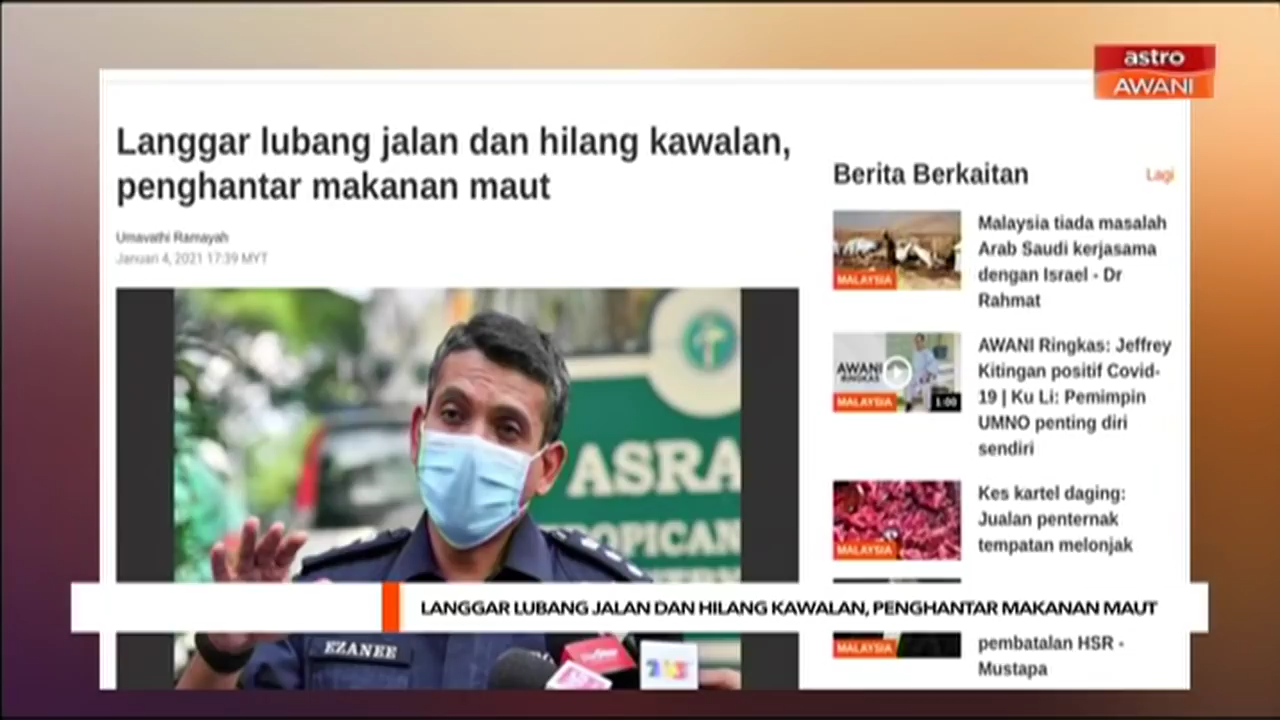 astro
AWANI
Langgar lubang jalan dan hilang kawalan,
penghantar makanan maut
Umavathi Ramayah
Januari 4, 2021 17:39 MYT
ASRA
TROPICAN
EZANEE
Berita Berkaitan
Lagi
MALAYSIA
Malaysia tiada masalah
Arab Saudi kerjasama
dengan Israel - Dr
Rahmat
AWANI
RINGKAS
MALAYSIA
1:00
AWANI Ringkas: Jeffrey
Kitingan positif Covid-
19 | Ku Li: Pemimpin
UMNO penting diri
sendiri
MALAYSIA
Kes kartel daging:
Jualan penternak
tempatan melonjak
LANGGAR LUBANG JALAN DAN HILANG KAWALAN, PENGHANTAR MAKANAN MAUT
MALAYSIA
pembatalan HSR -
Mustapa